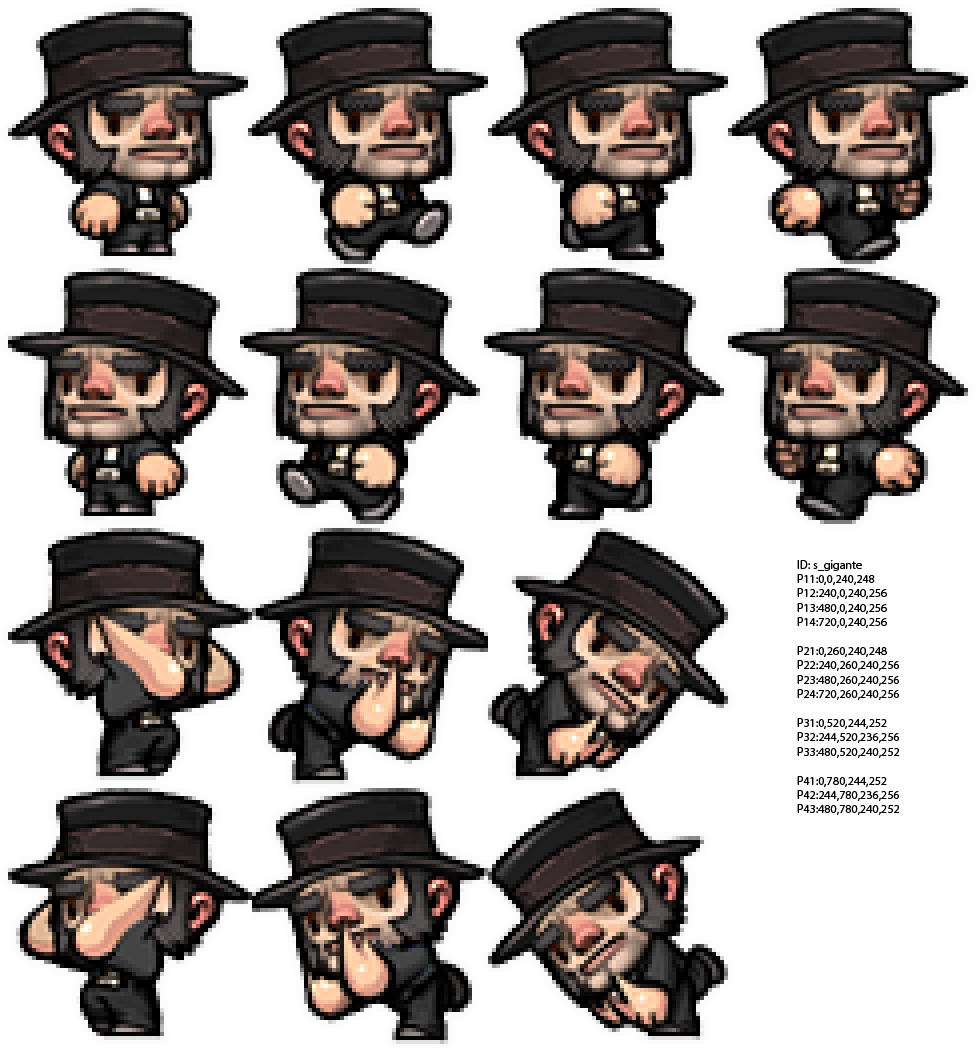 ID: s_gigante
P11:0,0,240,248
P12:240,0,240,256
P13:480,0,240,256
P14:720,0,240,256
P21:0,260,240,248
P22:240,260,240,256
P23:480,260,240,256
P24:720,260,240,256
P31:0,520,244,252
P32:244,520,236,256
P33:480,520,240,252
P41:0,780,244,252
P42:244,780,236,256
P43:480,780,240,252